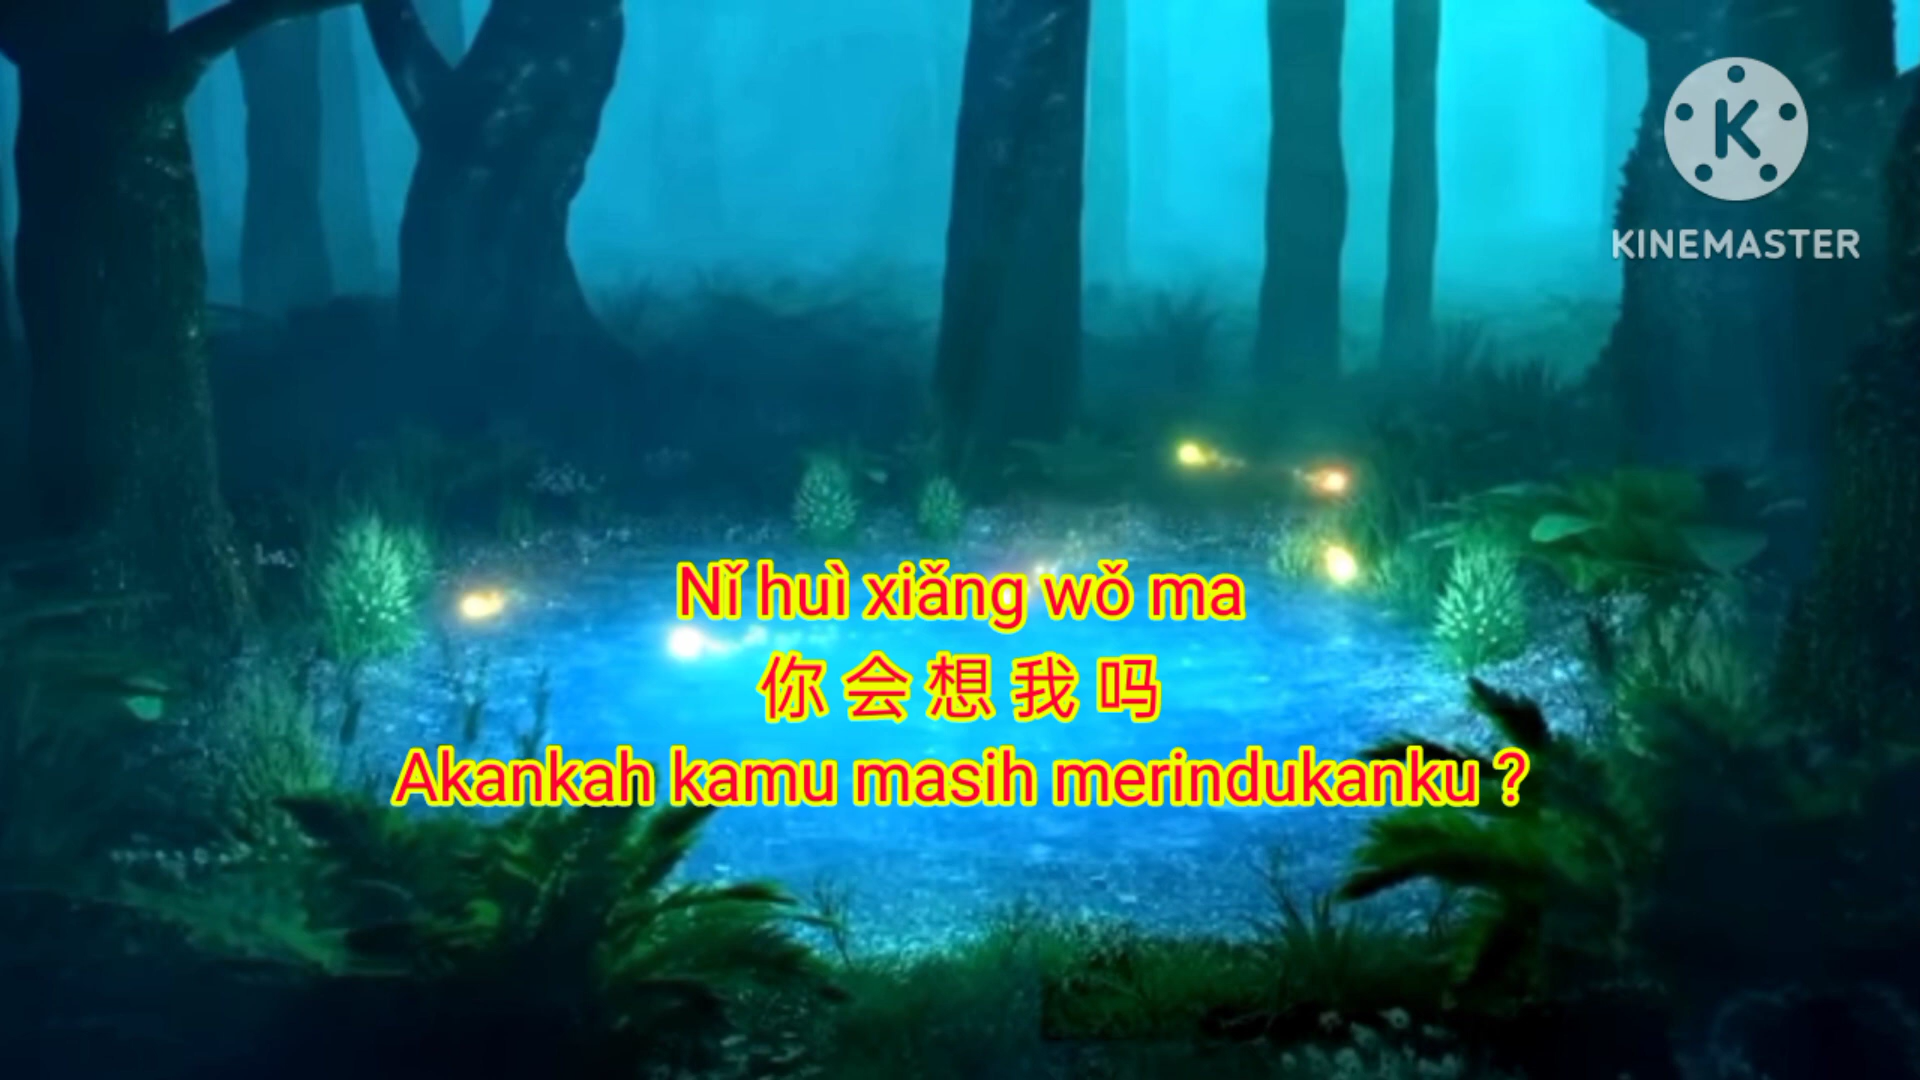 K
KINEMASTER
Nǐ huì xiǎng wǒ ma
你 会 想 我 吗
Akankah kamu masih merindukanku ?